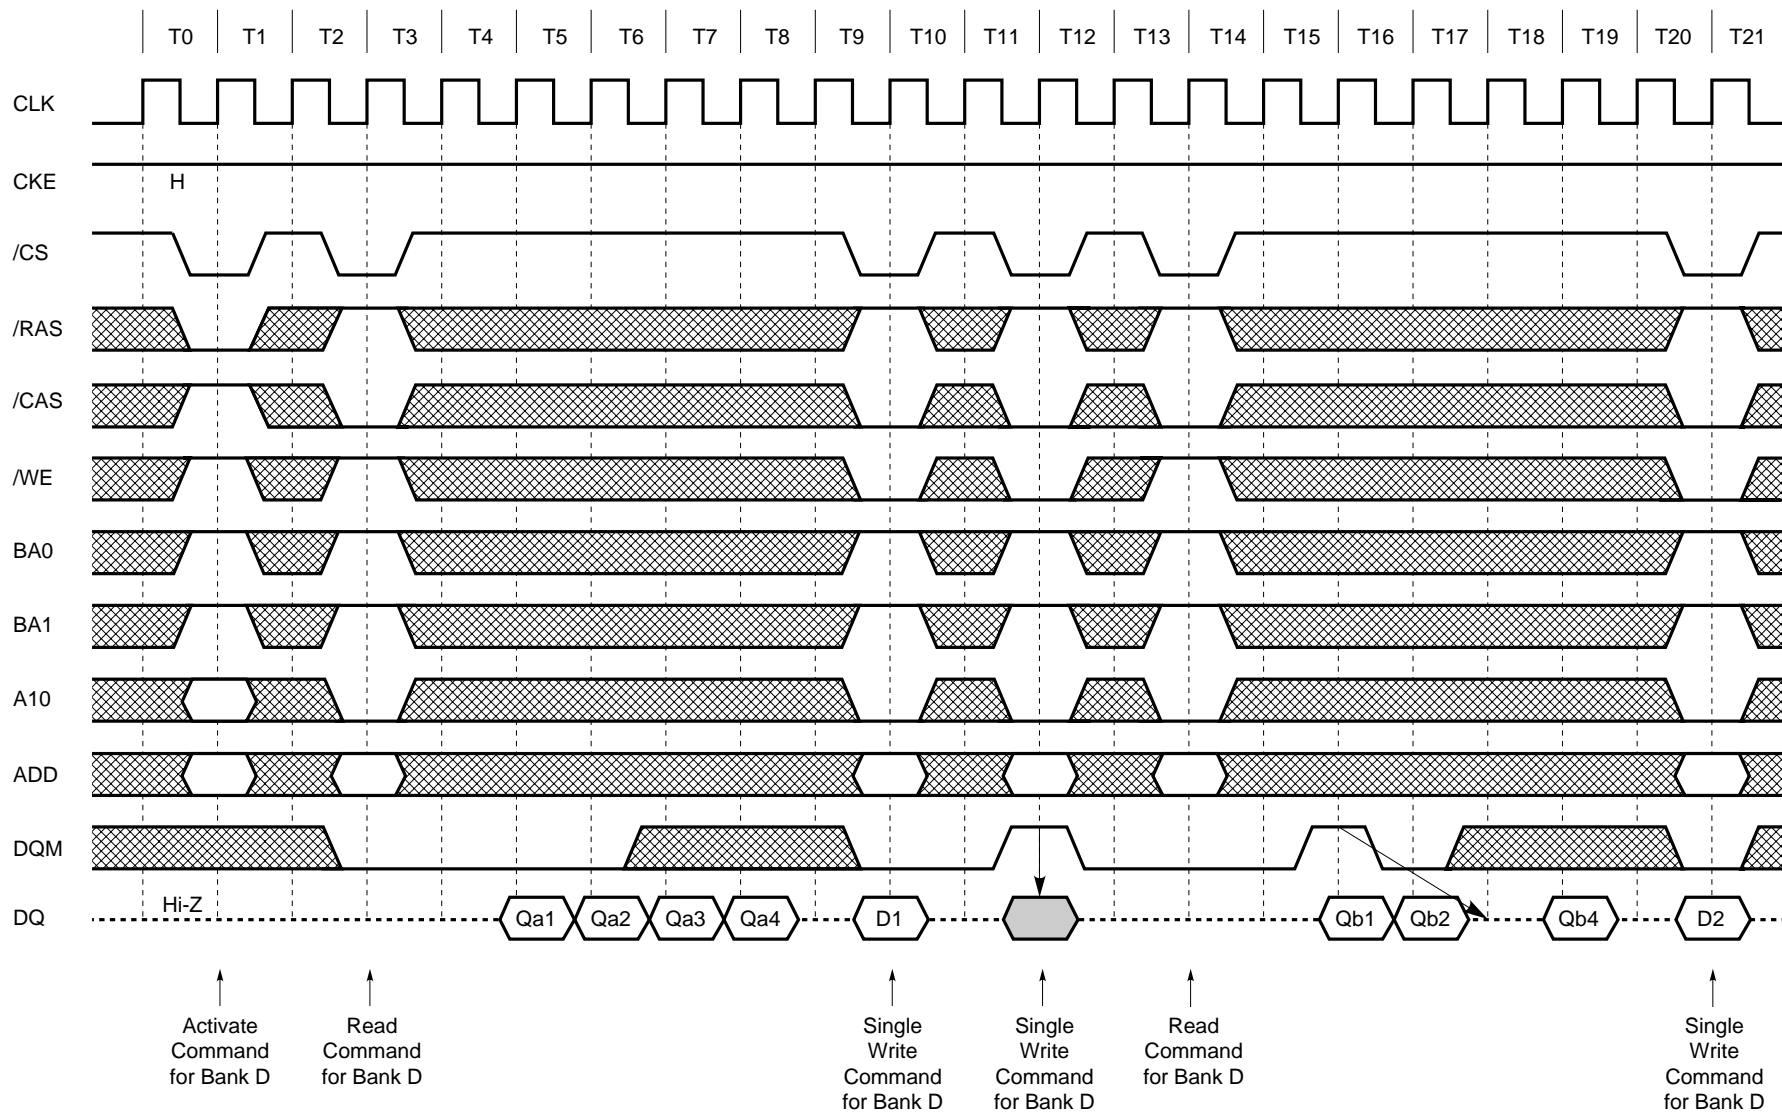 T0 T1 T2 T3 T4 T5 T6 T7 T8 T9 T10 T11 T12 T13 T14 T15 T16 T17 T18 T19 T20 T21
CLK
CKE H
/CS
/RAS
/CAS
/WE
BA0
BA1
A10
ADD
DQM
DQ Hi-Z Qa1 Qa2 Qa3 Qa4 D1 Qb1 Qb2 Qb4 D2
Activate
Command
for Bank D
Read
Command
for Bank D
Single
Write
Command
for Bank D
Single
Write
Command
for Bank D
Read
Command
for Bank D
Single
Write
Command
for Bank D